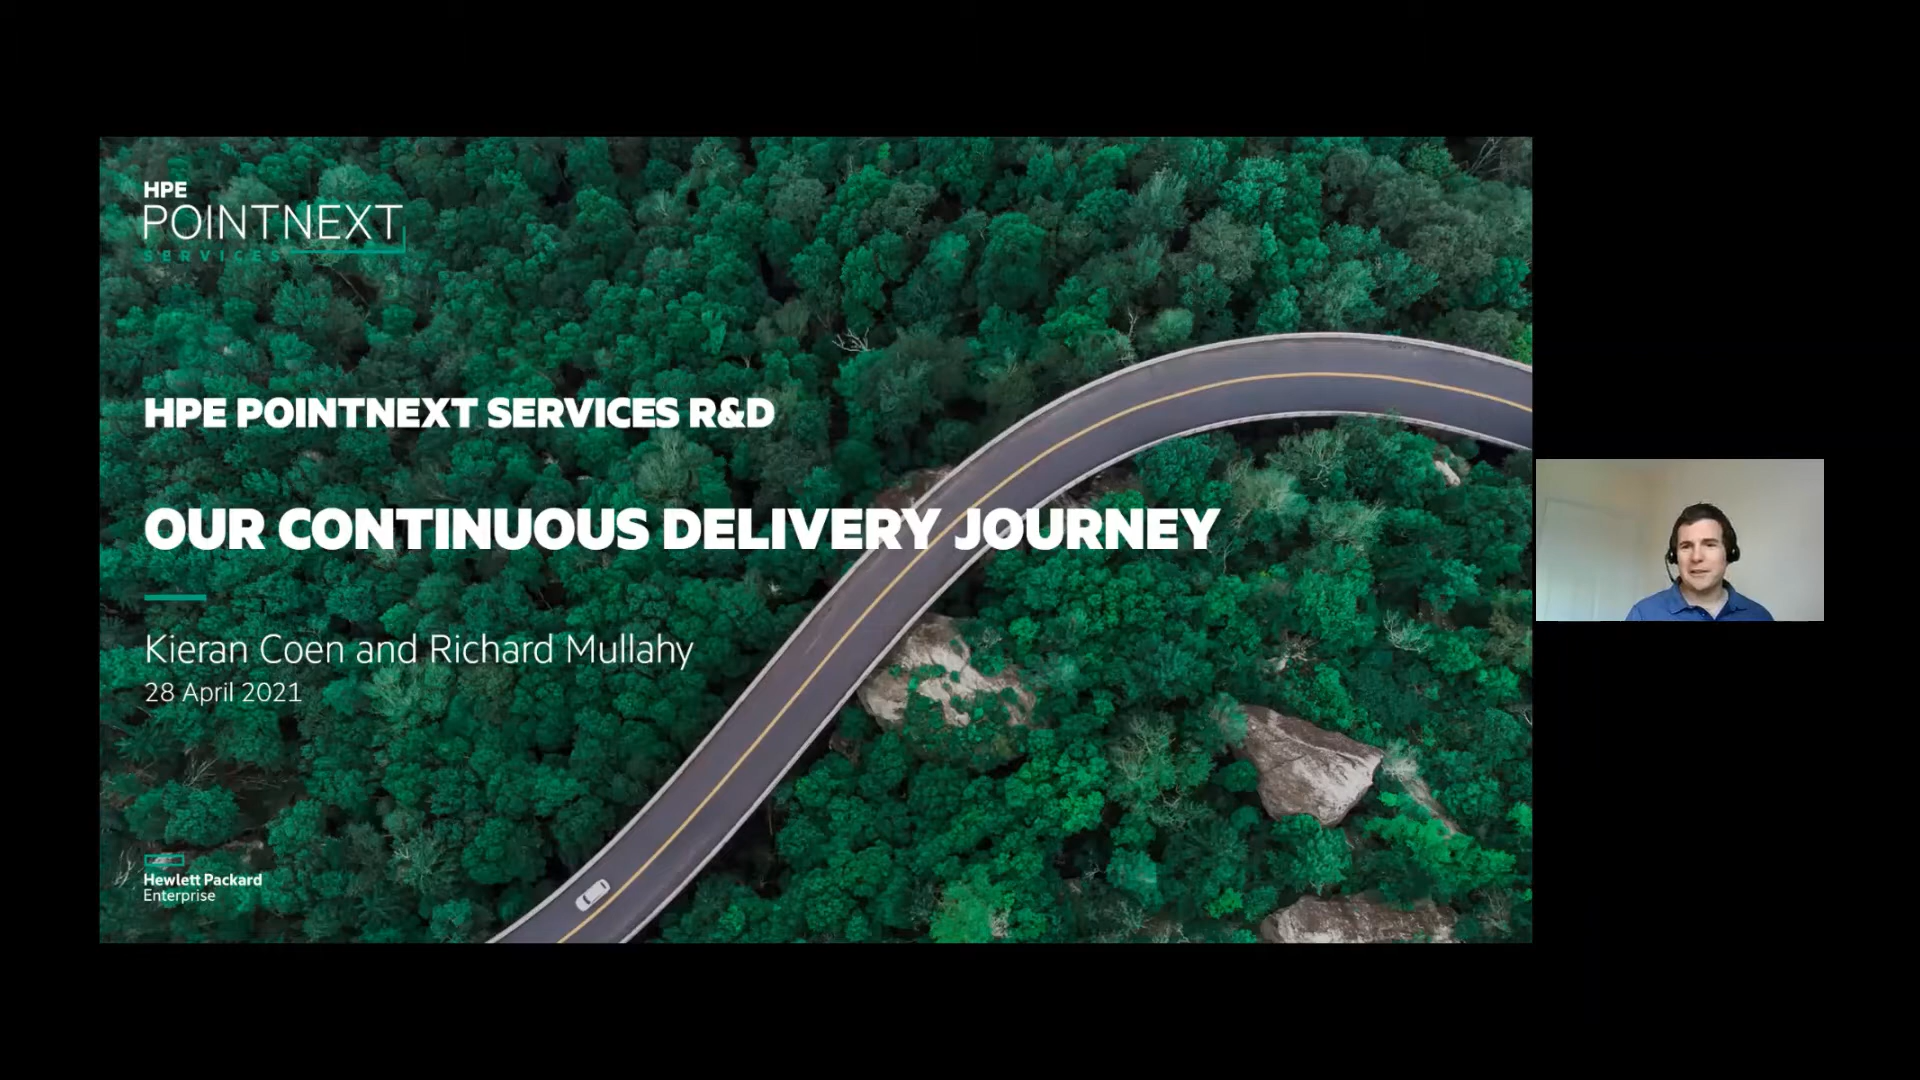 HPE
POINTNEXT
SERVICES
HPE POINTNEXT SERVICES R&D
OUR CONTINUOUS DELIVERY JOURNEY
Kieran Coen and Richard Mullahy
28 April 2021
Hewlett Packard
Enterprise